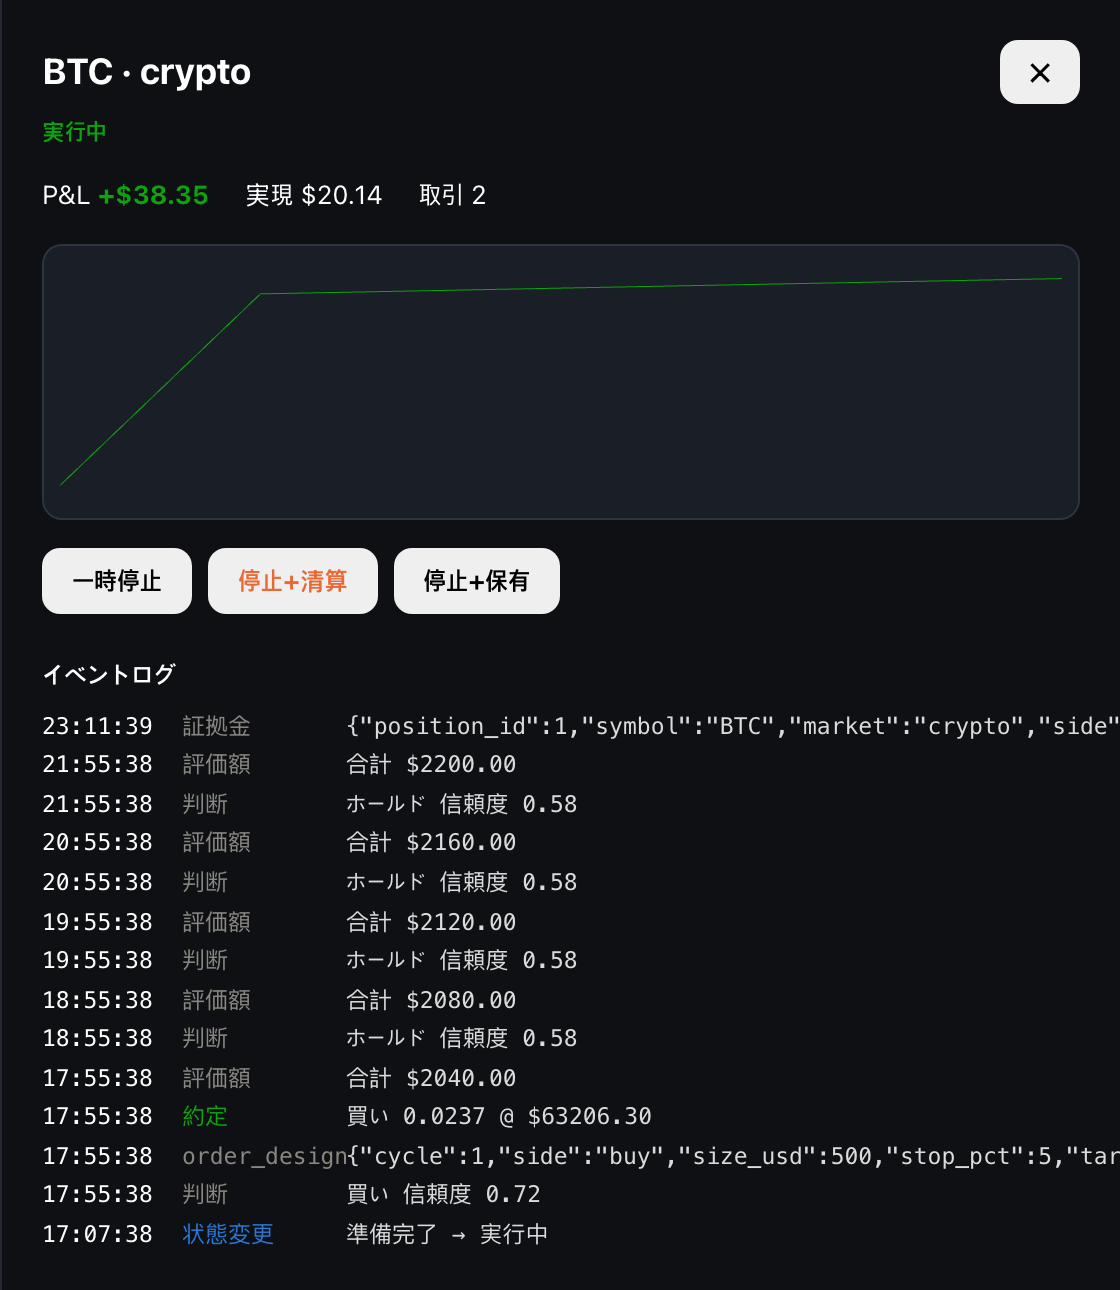 BTC · crypto
×
実行中
P&L +$38.35 実現 $20.14 取引 2
一時停止 停止+清算 停止+保有
イベントログ
23:11:39 証拠金 {"position_id":1,"symbol":"BTC","market":"crypto","side"
21:55:38 評価額 合計 $2200.00
21:55:38 判断 ホールド 信頼度 0.58
20:55:38 評価額 合計 $2160.00
20:55:38 判断 ホールド 信頼度 0.58
19:55:38 評価額 合計 $2120.00
19:55:38 判断 ホールド 信頼度 0.58
18:55:38 評価額 合計 $2080.00
18:55:38 判断 ホールド 信頼度 0.58
17:55:38 評価額 合計 $2040.00
17:55:38 約定 買い 0.0237 @ $63206.30
17:55:38 order_design{"cycle":1,"side":"buy","size_usd":500,"stop_pct":5,"tar
17:55:38 判断 買い 信頼度 0.72
17:07:38 状態変更 準備完了 → 実行中